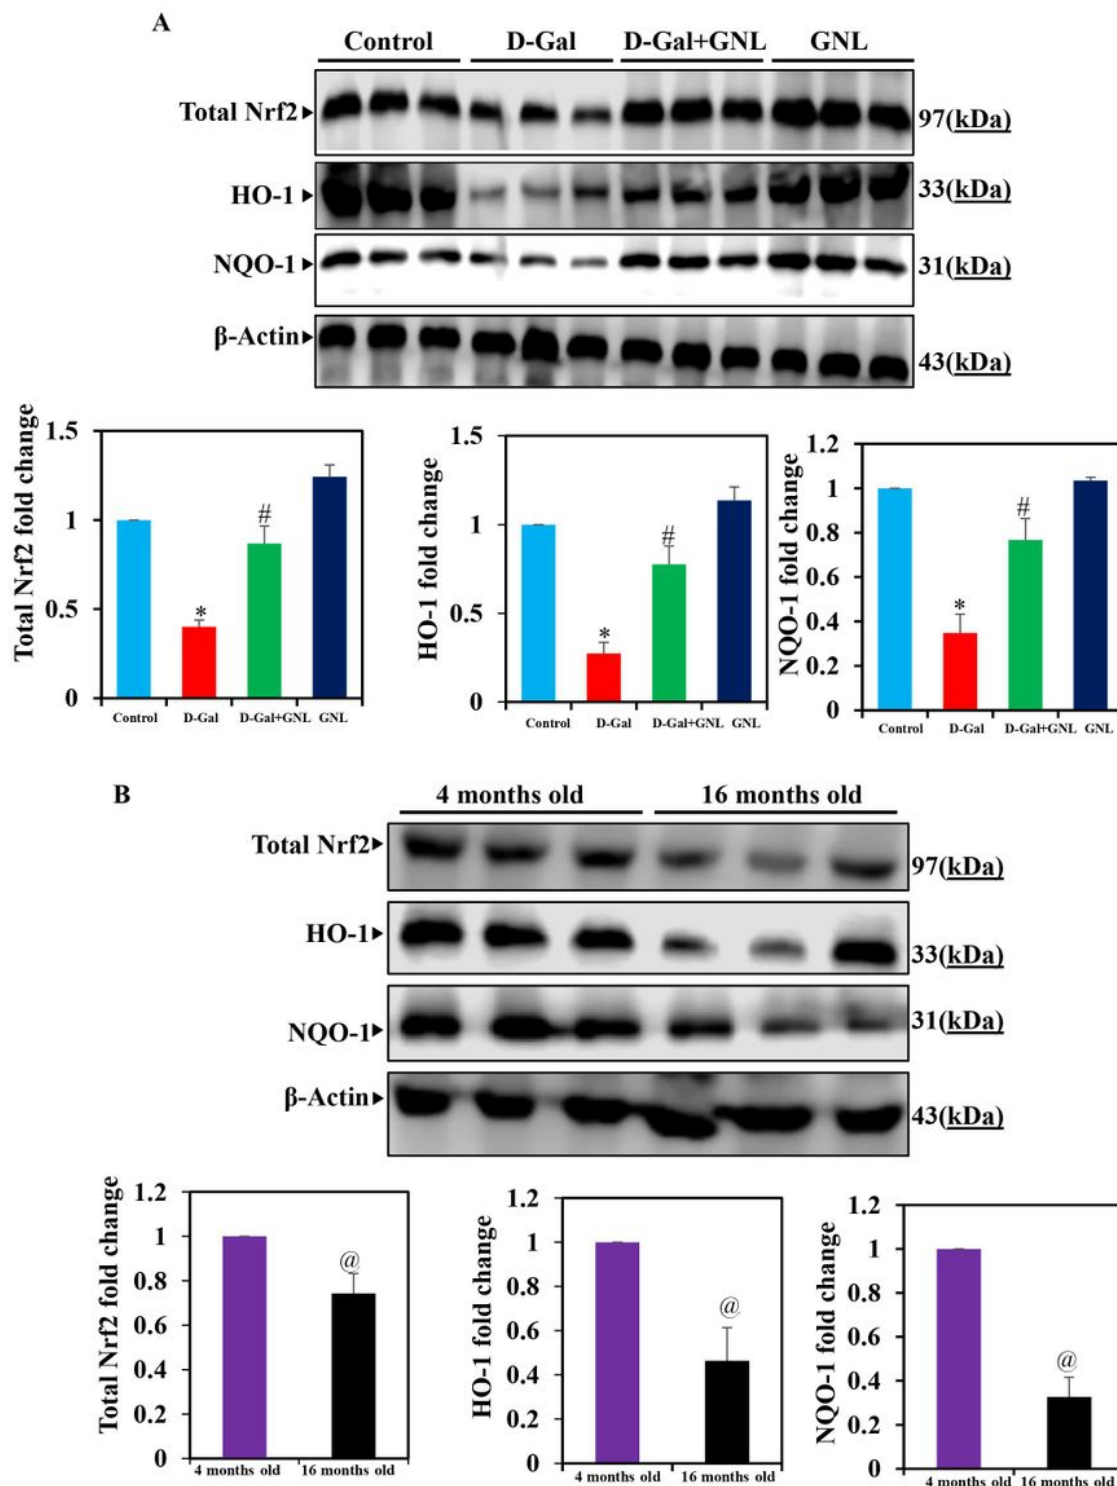 A
Control D-Gal D-Gal+GNL GNL
Total Nrf2 97(kDa)
HO-1 33(kDa)
NQO-1 31(kDa)
β-Actin 43(kDa)
Total Nrf2 fold change
1.5
1
0.5
0
*
#
Control D-Gal D-Gal+GNL GNL
HO-1 fold change
1.5
1
0.5
0
*
#
Control D-Gal D-Gal+GNL GNL
NQO-1 fold change
1.2
1
0.8
0.6
0.4
0.2
0
*
#
Control D-Gal D-Gal+GNL GNL
B
4 months old 16 months old
Total Nrf2 97(kDa)
HO-1 33(kDa)
NQO-1 31(kDa)
β-Actin 43(kDa)
Total Nrf2 fold change
1.2
1
0.8
0.6
0.4
0.2
0
@
4 months old 16 months old
HO-1 fold change
1.2
1
0.8
0.6
0.4
0.2
0
@
4 months old 16 months old
NQO-1 fold change
1.2
1
0.8
0.6
0.4
0.2
0
@
4 months old 16 months old